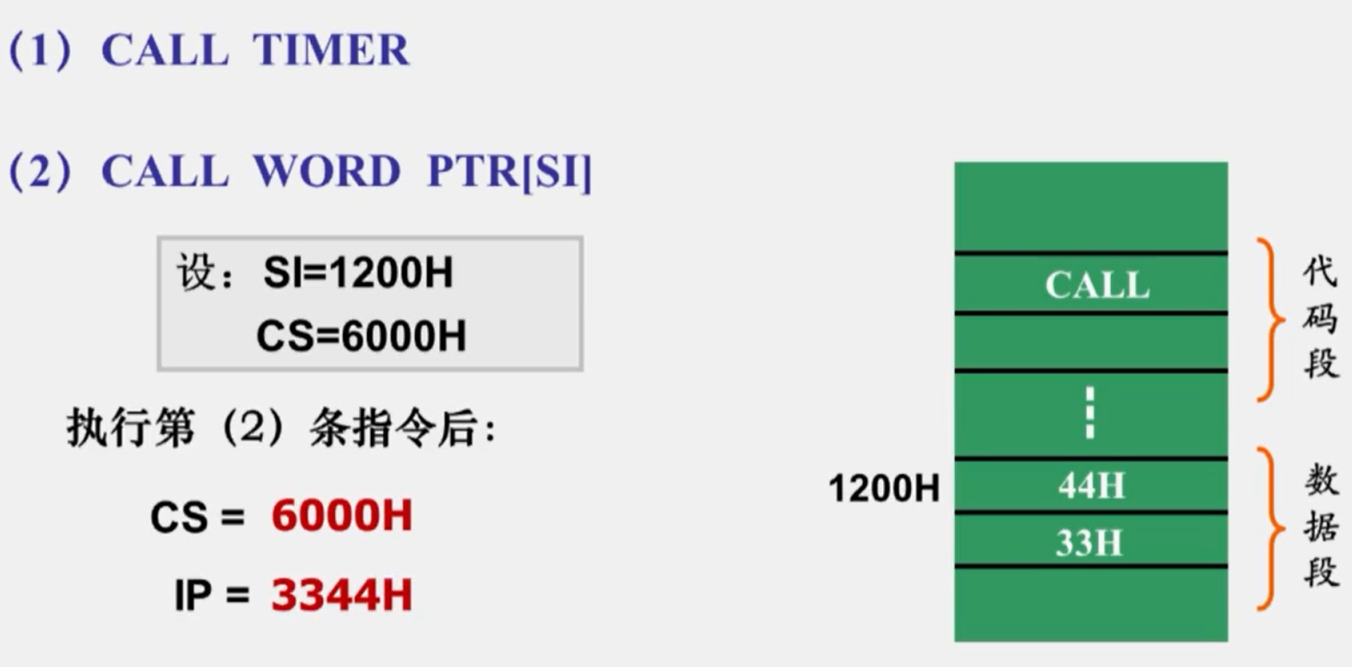 (1) CALL TIMER
(2) CALL WORD PTR[SI]
设：SI=1200H
CS=6000H
执行第（2）条指令后：
CS = 6000H
IP = 3344H
CALL
代码段
1200H 44H
33H
数据段